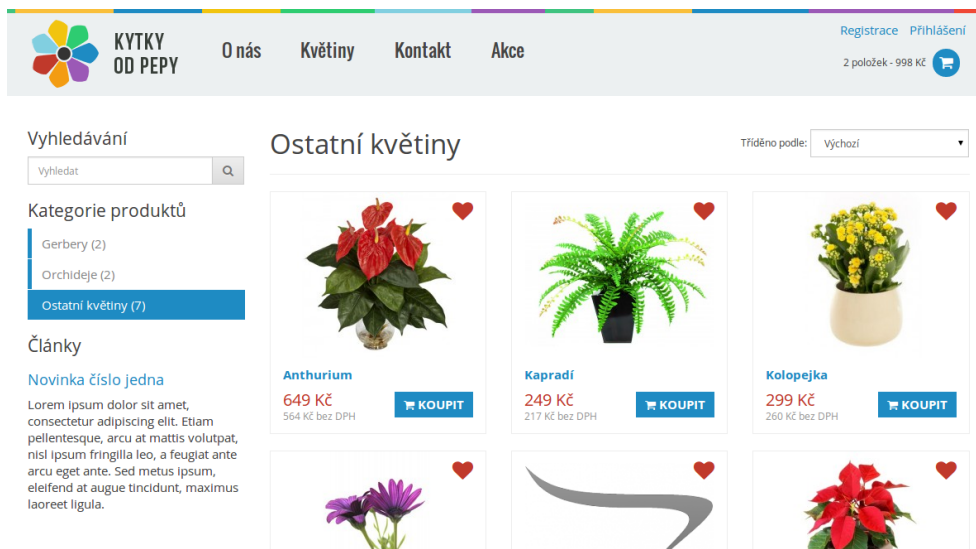 KYTKY
OD PEPY
O nás
Květiny
Kontakt
Akce
Registrace Přihlášení
2 položek - 998 Kč
Vyhledávání
Vyhledat
Kategorie produktů
Gerbery (2)
Orchideje (2)
Ostatní květiny (7)
Články
Novinka číslo jedna
Lorem ipsum dolor sit amet,
consectetur adipiscing elit. Etiam
pellentesque, arcu at mattis volutpat,
nisl ipsum fringilla leo, a feugiat ante
arcu eget ante. Sed metus ipsum,
eleifend at augue tincidunt, maximus
laoreet ligula.
Ostatní květiny
Tříděno podle: Výchozí
Anthurium
649 Kč
564 Kč bez DPH
KOUPIT
Kapradí
249 Kč
217 Kč bez DPH
KOUPIT
Kolopejka
299 Kč
260 Kč bez DPH
KOUPIT